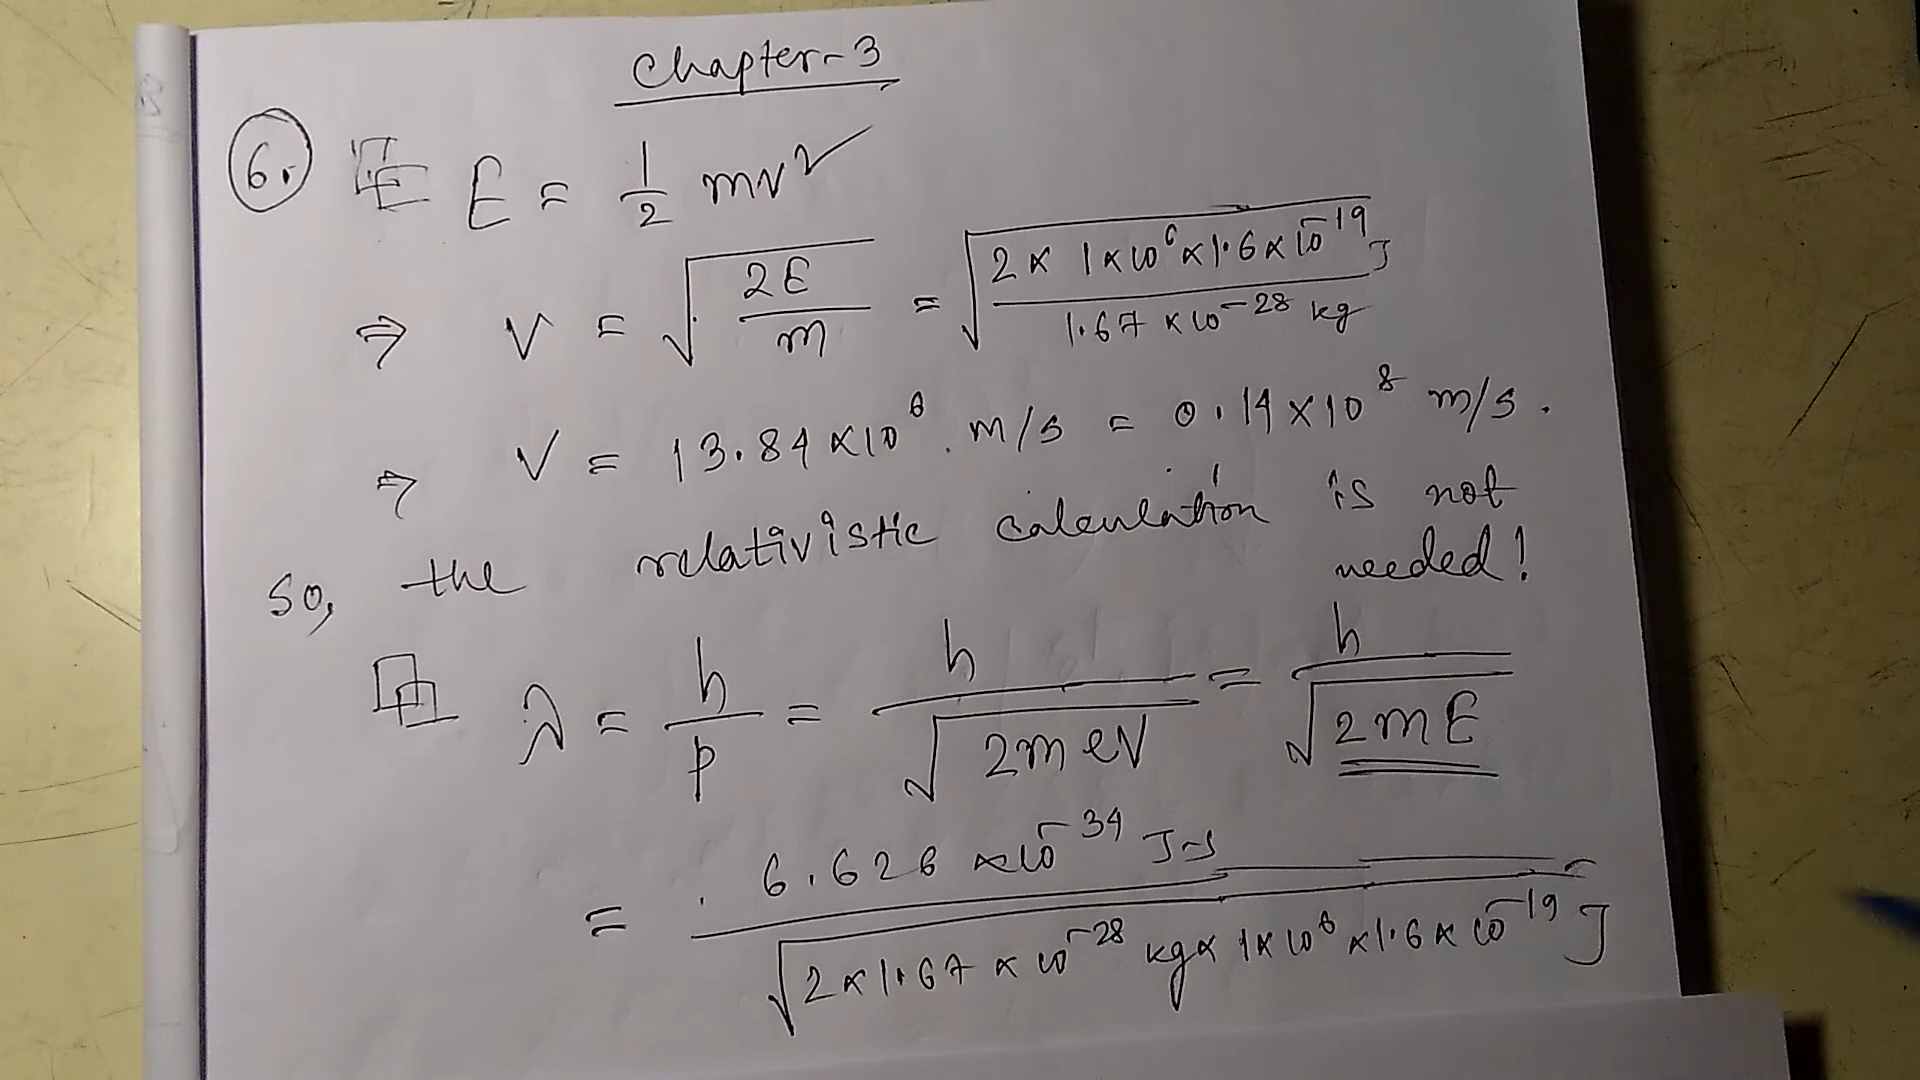 Chapter-3
6. E = 1/2 mv²
⇒ V = √(2E/m) = √(2 × 1×10⁶ × 1.6 × 10⁻¹⁹ J / 1.67 × 10⁻²⁸ kg)
⇒ V = 13.84 × 10⁶ m/s = 0.14 × 10⁸ m/s.
So, the relativistic calculation is not
needed!
λ = h/p = h/√(2meV) = h/√(2mE)
= 6.626 × 10⁻³⁴ J-s / √(2 × 1.67 × 10⁻²⁸ kg × 1 × 10⁶ × 1.6 × 10⁻¹⁹ J)